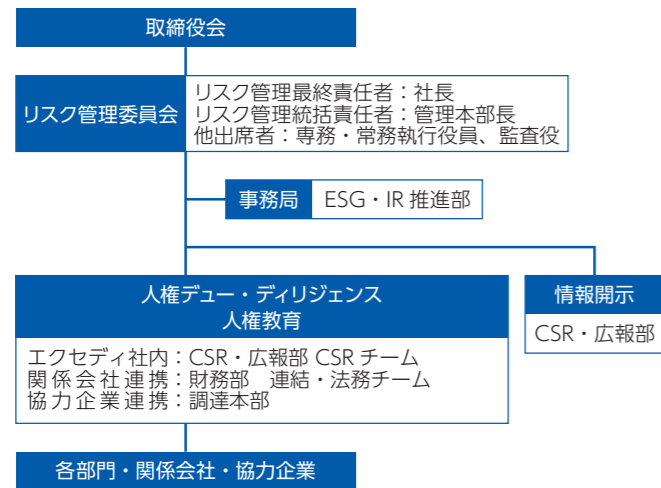 取締役会
リスク管理委員会
リスク管理最終責任者：社長
リスク管理統括責任者：管理本部長
他出席者：専務・常務執行役員、監査役
事務局
ESG・IR 推進部
人権デュー・ディリジェンス
人権教育
エクセディ社内：CSR・広報部 CSR チーム
関係会社連携：財務部　連結・法務チーム
協力企業連携：調達本部
情報開示
CSR・広報部
各部門・関係会社・協力企業